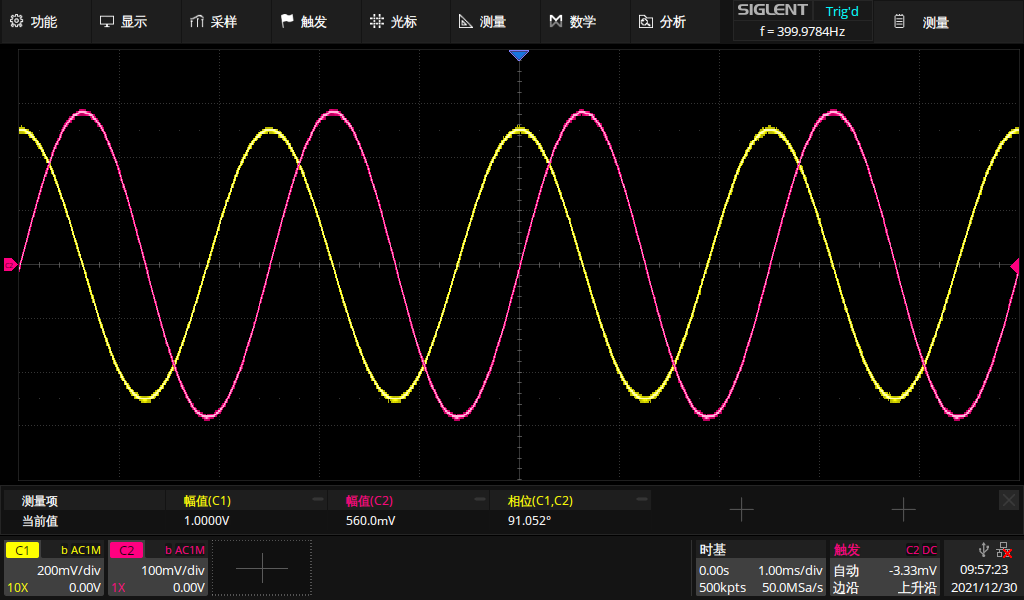 功能 显示 采样 触发 光标 测量 数学 分析 SIGLENT Trig'd 测量
f = 399.9784Hz
测量项 幅值(C1) 幅值(C2) 相位(C1,C2)
当前值 1.0000V 560.0mV 91.052°
C1 b AC1M C2 b AC1M 时基 触发 C2 DC
200mV/div 100mV/div 0.00s 1.00ms/div 自动 -3.33mV 09:57:23
10X 0.00V 1X 0.00V 500kpts 50.0MSa/s 边沿 上升沿 2021/12/30